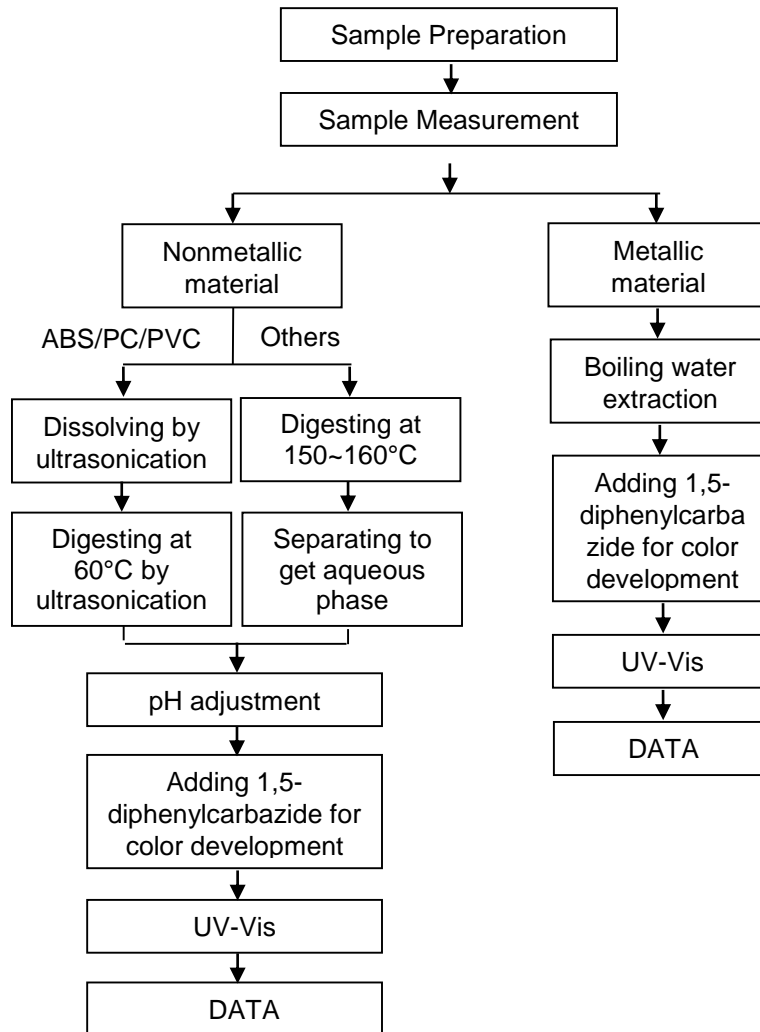 Sample Preparation
Sample Measurement
Nonmetallic
material
Metallic
material
ABS/PC/PVC
Others
Boiling water
extraction
Dissolving by
ultrasonication
Digesting at
150~160°C
Adding 1,5-
diphenylcarba
zide for color
development
Digesting at
60°C by
ultrasonication
Separating to
get aqueous
phase
UV-Vis
pH adjustment
DATA
Adding 1,5-
diphenylcarbazide for
color development
UV-Vis
DATA